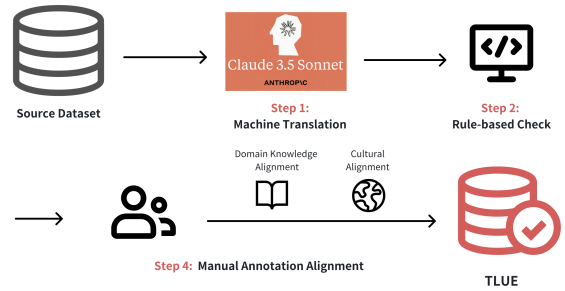 Claude 3.5 Sonnet
ANTHROP\C
</>
Source Dataset
Step 1:
Machine Translation
Step 2:
Rule-based Check
Domain Knowledge
Alignment
Cultural
Alignment
Step 4: Manual Annotation Alignment
TLUE